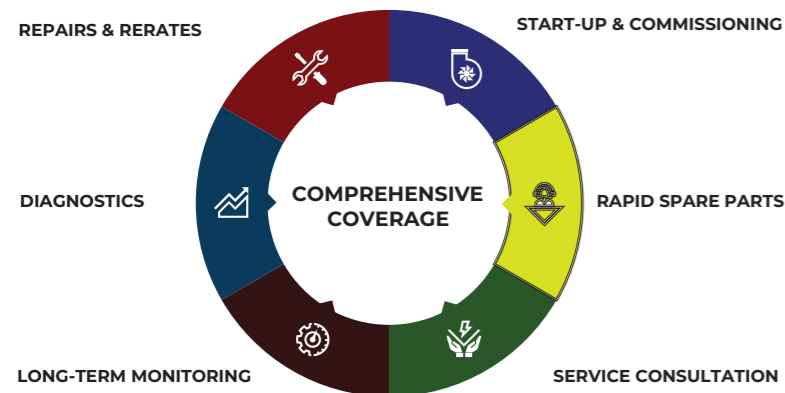 REPAIRS & RERATES
START-UP & COMMISSIONING
DIAGNOSTICS
COMPREHENSIVE
COVERAGE
RAPID SPARE PARTS
LONG-TERM MONITORING
SERVICE CONSULTATION